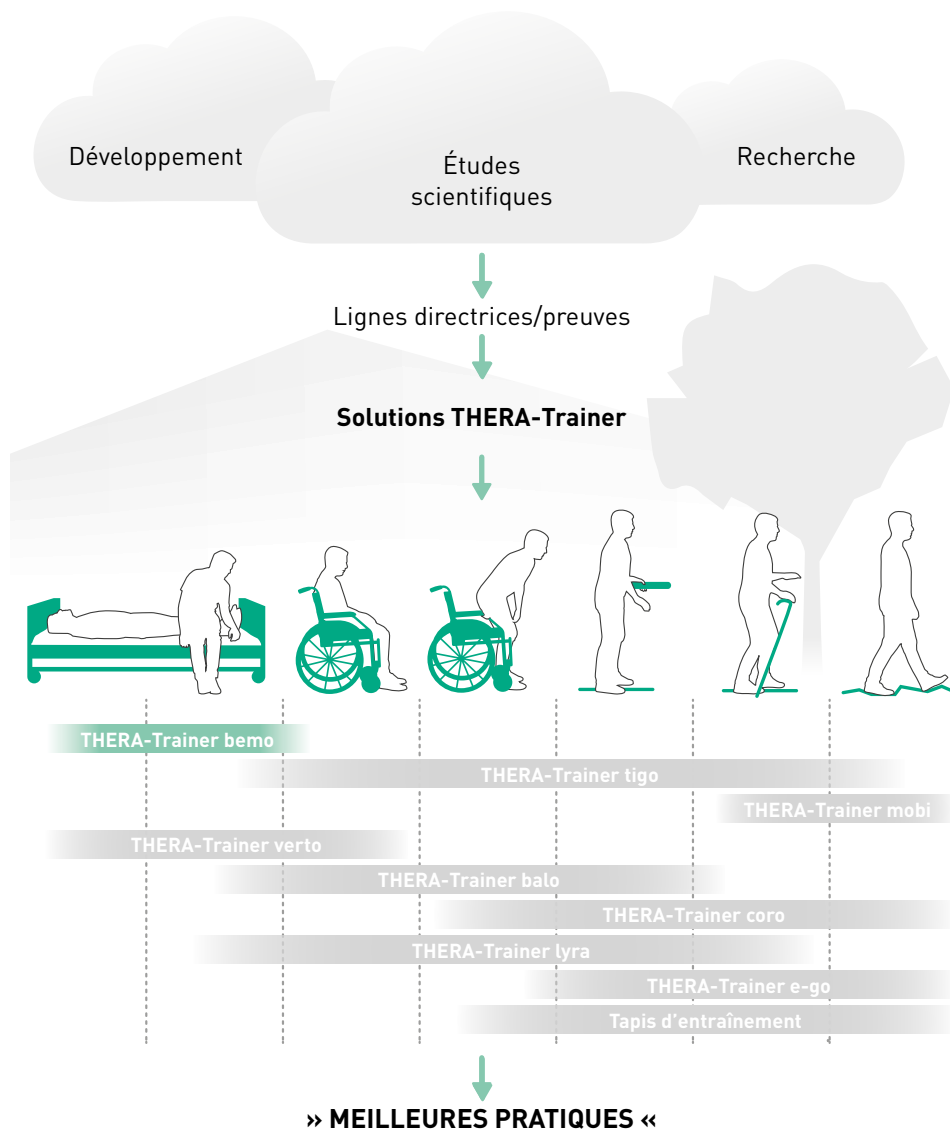 Développement
Études
scientifiques
Recherche
Lignes directrices/preuves
Solutions THERA-Trainer
THERA-Trainer bemo
THERA-Trainer tigo
THERA-Trainer mobi
THERA-Trainer verto
THERA-Trainer balo
THERA-Trainer coro
THERA-Trainer lyra
THERA-Trainer e-go
Tapis d'entraînement
» MEILLEURES PRATIQUES «